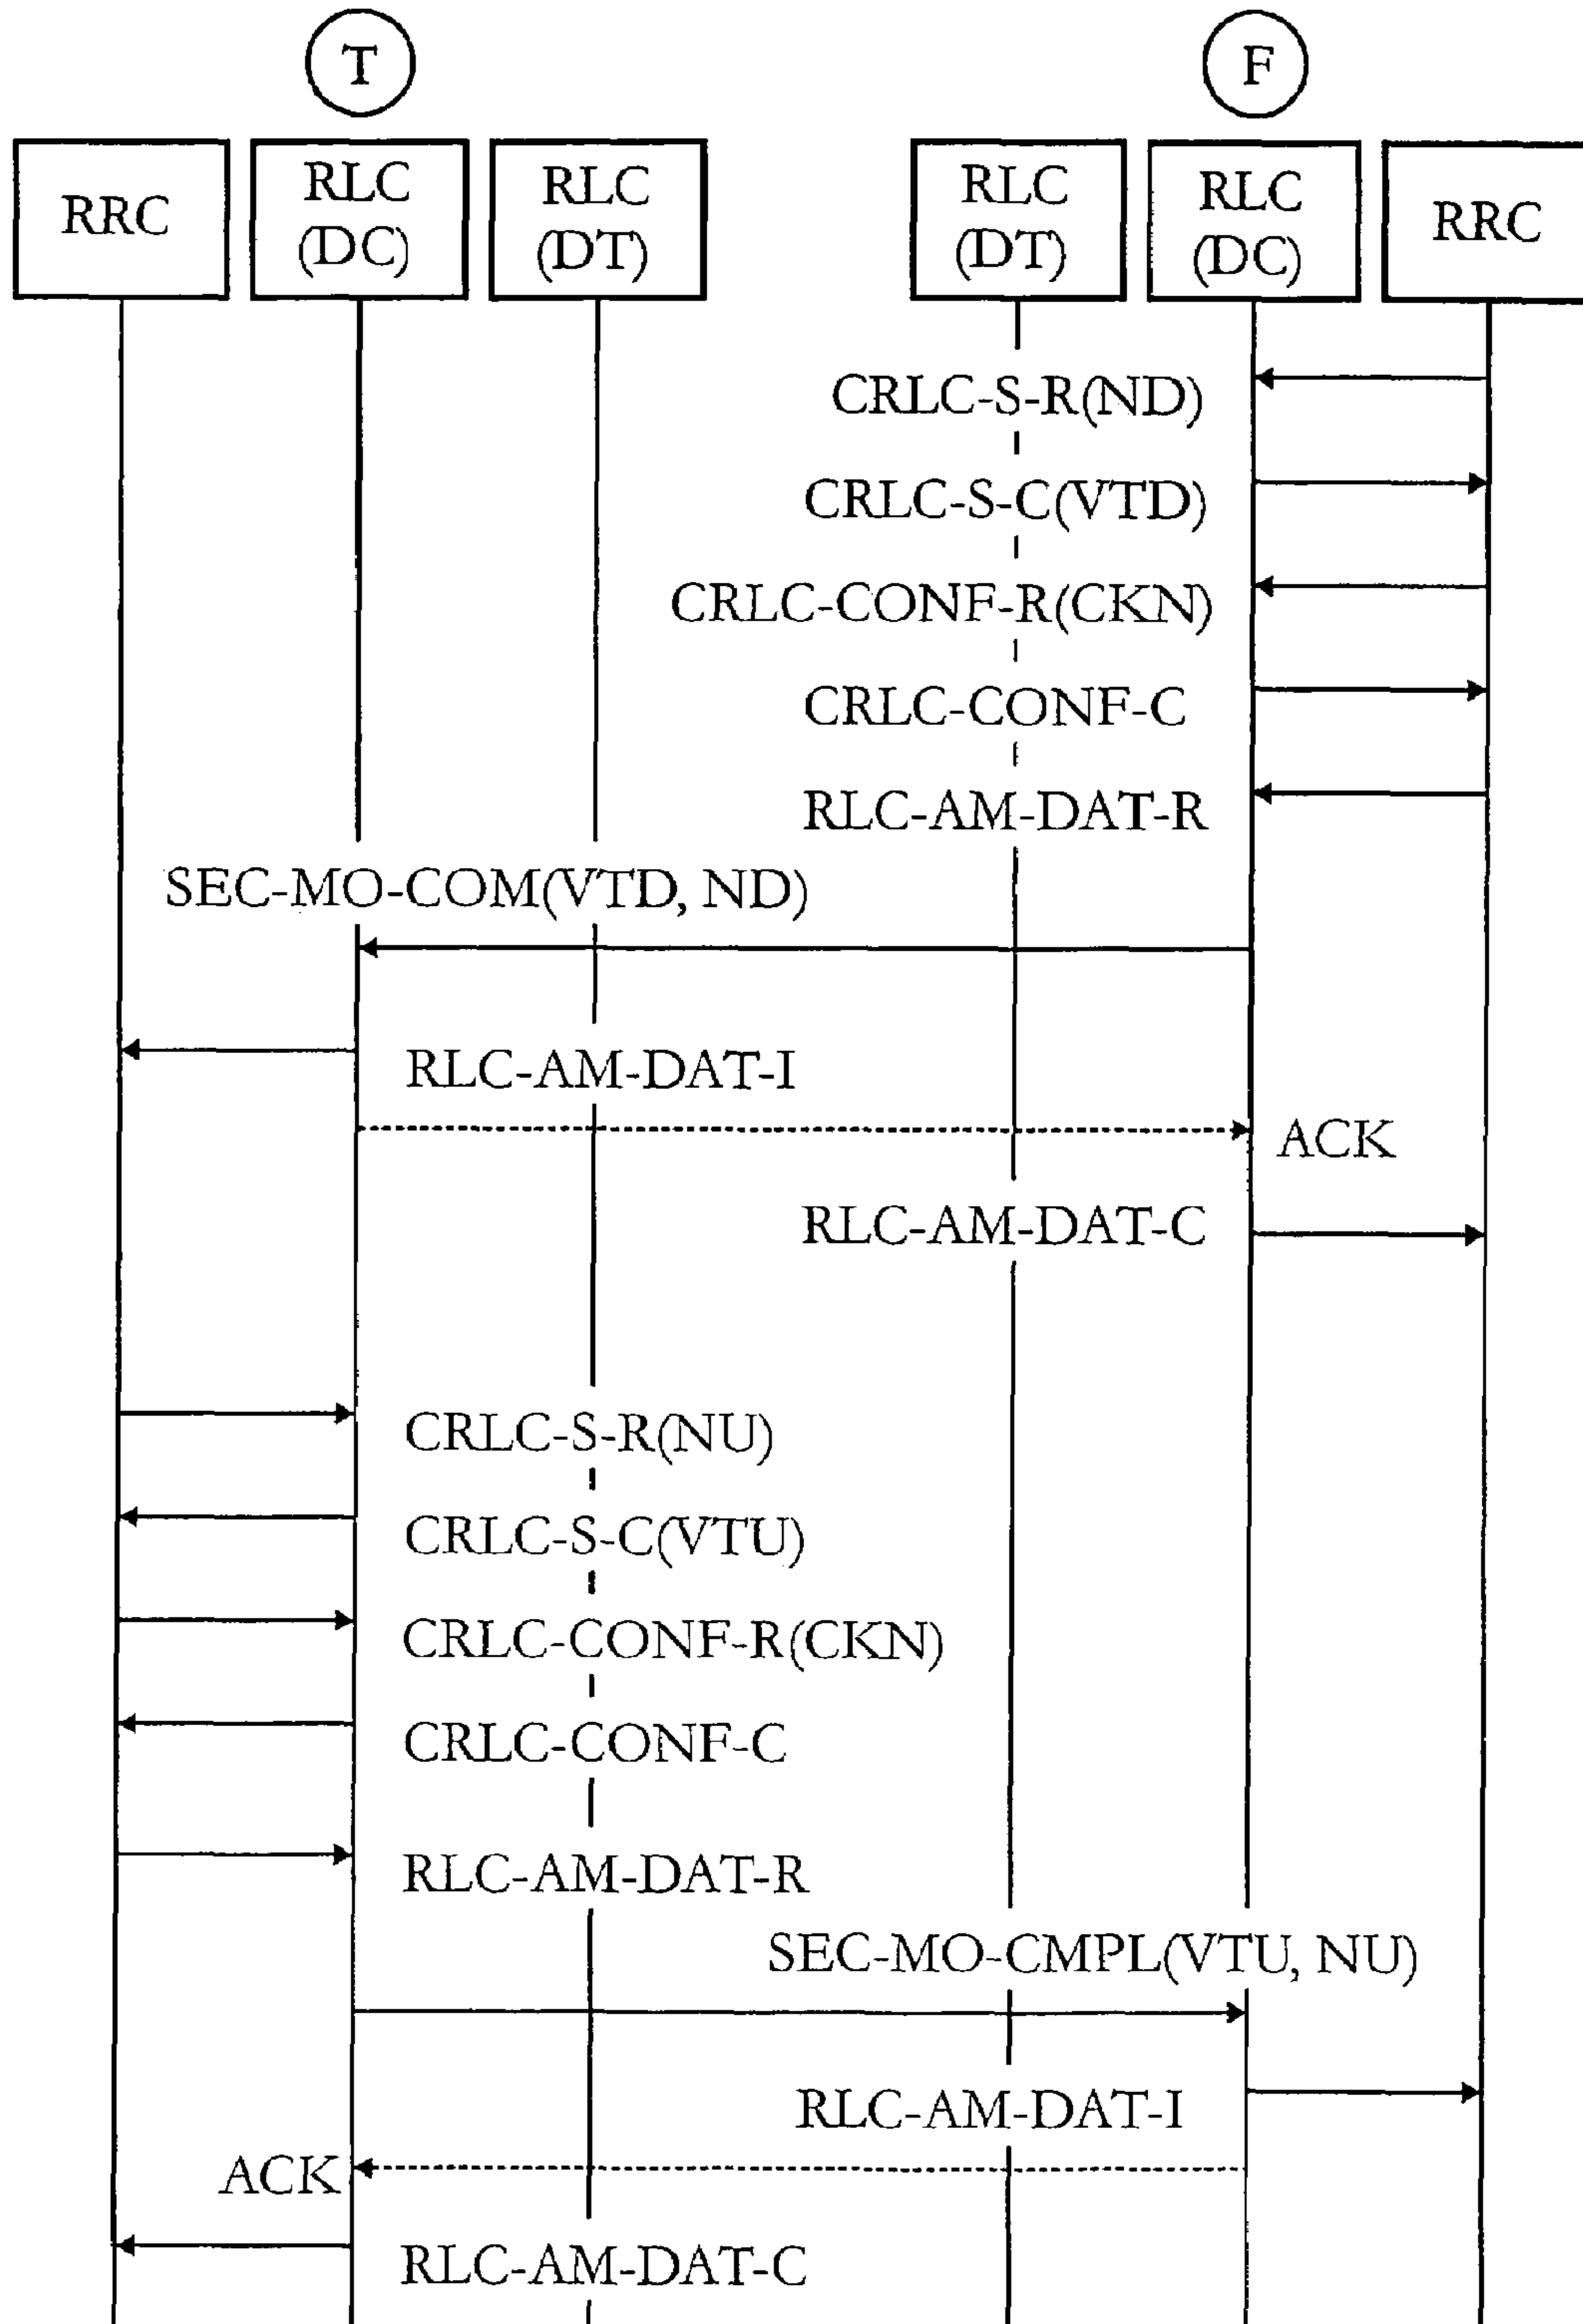 T
F
RRC
RLC
(DC)
RLC
(DT)
RLC
(DT)
RLC
(DC)
RRC
CRLC-S-R(ND)
CRLC-S-C(VTD)
CRLC-CONF-R(CKN)
CRLC-CONF-C
RLC-AM-DAT-R
SEC-MO-COM(VTD, ND)
RLC-AM-DAT-I
ACK
RLC-AM-DAT-C
CRLC-S-R(NU)
CRLC-S-C(VTU)
CRLC-CONF-R(CKN)
CRLC-CONF-C
RLC-AM-DAT-R
SEC-MO-CMPL(VTU, NU)
RLC-AM-DAT-I
ACK
RLC-AM-DAT-C